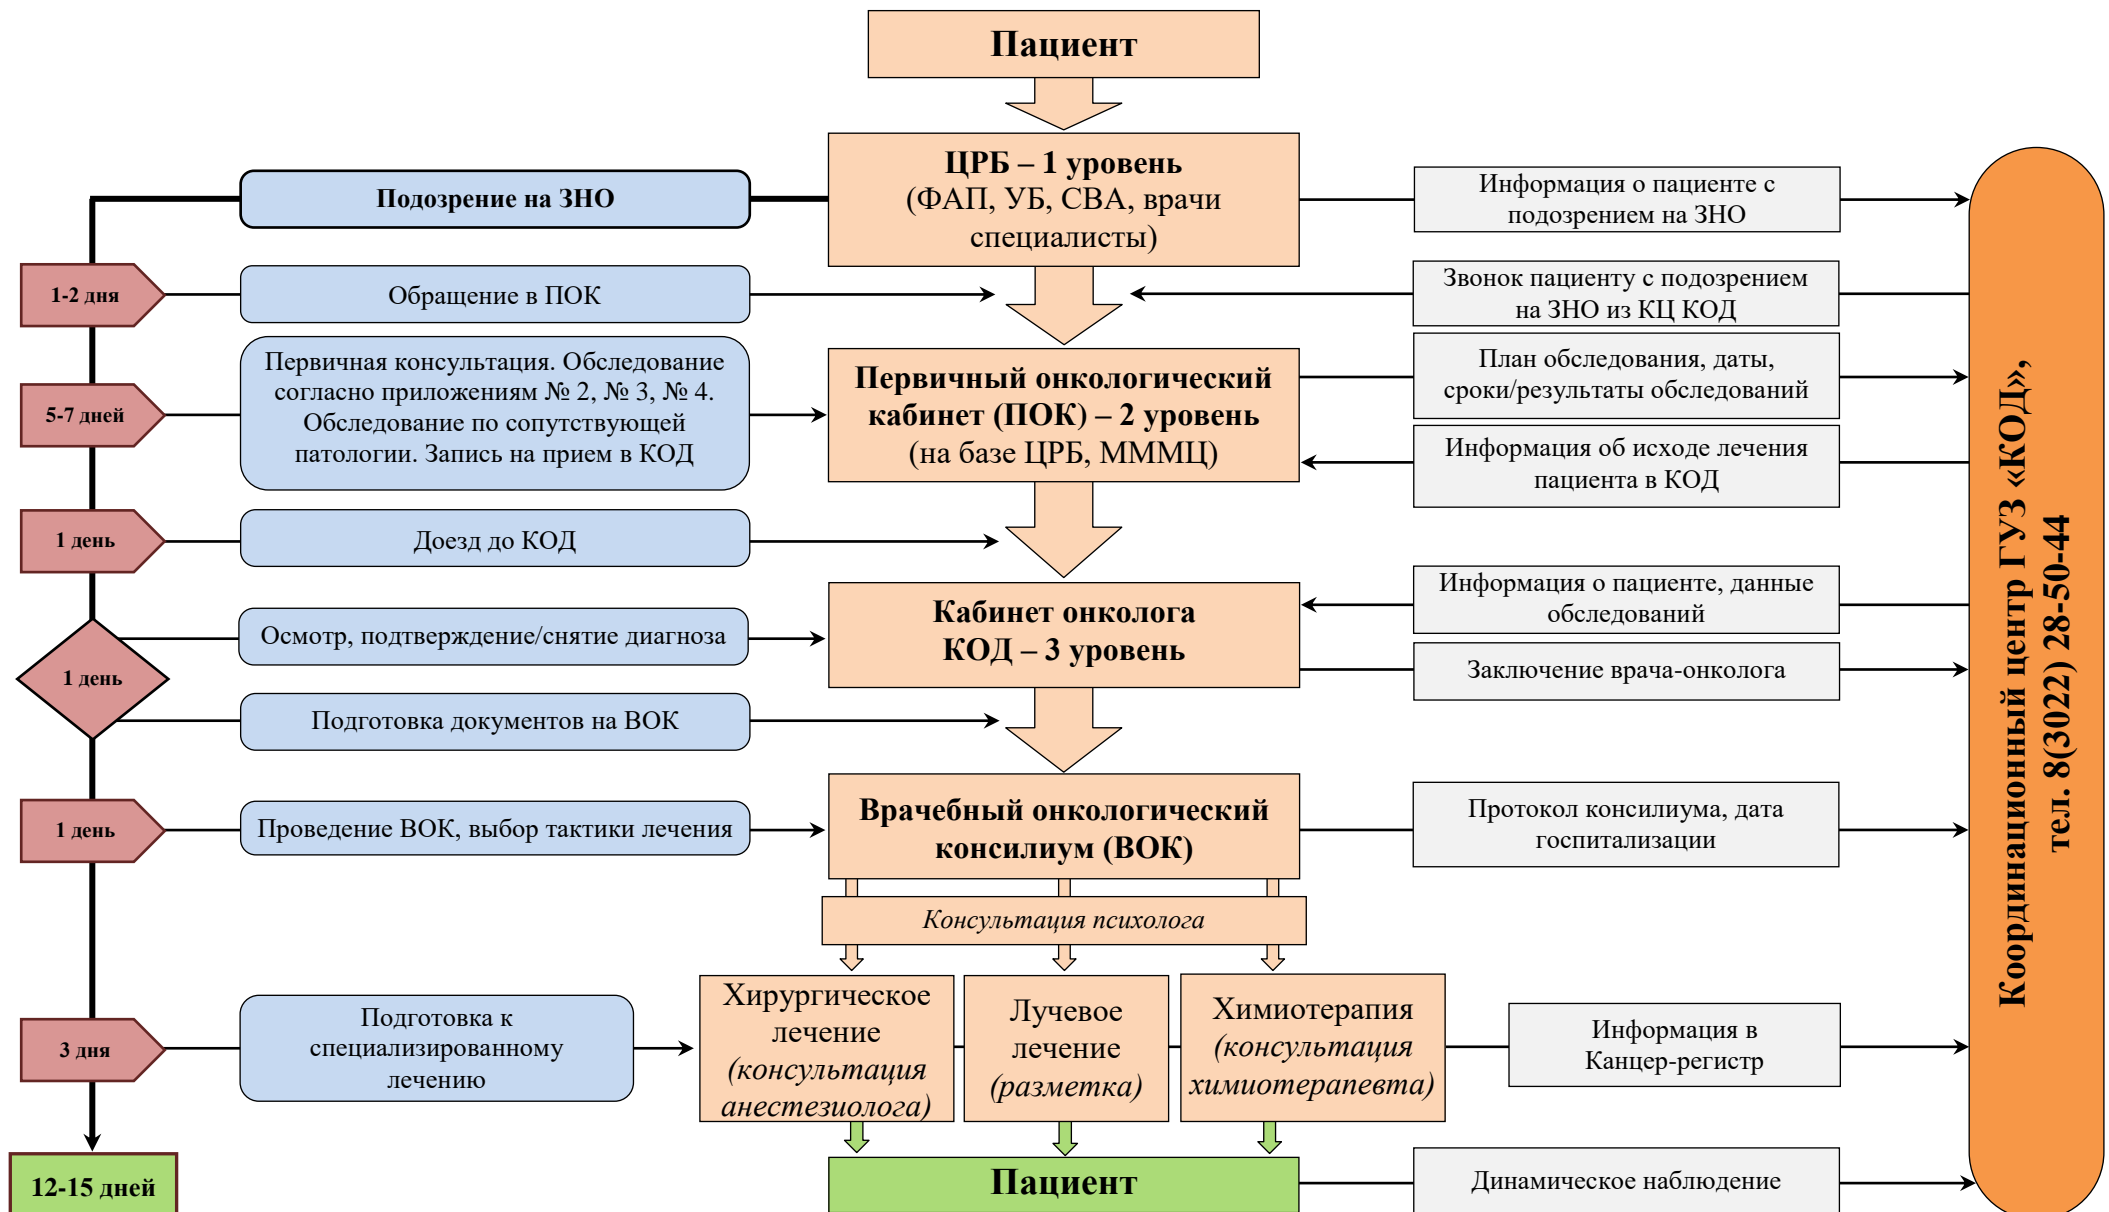 Пациент
ЦРБ – 1 уровень
(ФАП, УБ, СВА, врачи
специалисты)
Подозрение на ЗНО
Информация о пациенте с
подозрением на ЗНО
1-2 дня
Обращение в ПОК
Звонок пациенту с подозрением
на ЗНО из КЦ КОД
5-7 дней
Первичная консультация. Обследование
согласно приложениям № 2, № 3, № 4.
Обследование по сопутствующей
патологии. Запись на прием в КОД
Первичный онкологический
кабинет (ПОК) – 2 уровень
(на базе ЦРБ, МММЦ)
План обследования, даты,
сроки/результаты обследований
Информация об исходе лечения
пациента в КОД
1 день
Доезд до КОД
Кабинет онколога
КОД – 3 уровень
Информация о пациенте, данные
обследований
Осмотр, подтверждение/снятие диагноза
Заключение врача-онколога
1 день
Подготовка документов на ВОК
1 день
Проведение ВОК, выбор тактики лечения
Врачебный онкологический
консилиум (ВОК)
Протокол консилиума, дата
госпитализации
Консультация психолога
3 дня
Подготовка к
специализированному
лечению
Хирургическое
лечение
(консультация
анестезиолога)
Лучевое
лечение
(разметка)
Химиотерапия
(консультация
химиотерапевта)
Информация в
Канцер-регистр
12-15 дней
Пациент
Динамическое наблюдение
Координационный центр ГУЗ «КОД»,
тел. 8(3022) 28-50-44